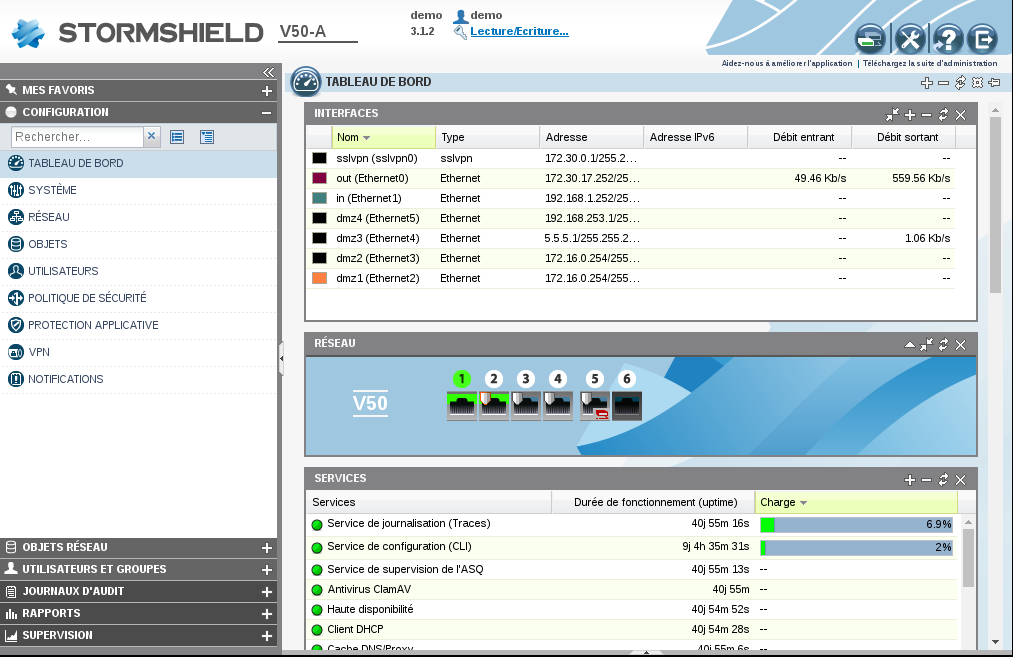 STORMSHIELD V50-A
demo demo
3.1.2 Lecture/Ecriture...
Aidez-nous à améliorer l'application | Téléchargez la suite d'administration
MES FAVORIS
CONFIGURATION
Rechercher...
TABLEAU DE BORD
SYSTÈME
RÉSEAU
OBJETS
UTILISATEURS
POLITIQUE DE SÉCURITÉ
PROTECTION APPLICATIVE
VPN
NOTIFICATIONS
OBJETS RÉSEAU
UTILISATEURS ET GROUPES
JOURNAUX D'AUDIT
RAPPORTS
SUPERVISION
TABLEAU DE BORD
INTERFACES
Nom Type Adresse Adresse IPv6 Débit entrant Débit sortant
sslvpn (sslvpn0) sslvpn 172.30.0.1/255.2... -- --
out (Ethernet0) Ethernet 172.30.17.252/25... 49.46 Kb/s 559.56 Kb/s
in (Ethernet1) Ethernet 192.168.1.252/25... -- --
dmz4 (Ethernet5) Ethernet 192.168.253.1/25... -- --
dmz3 (Ethernet4) Ethernet 5.5.5.1/255.255.2... -- 1.06 Kb/s
dmz2 (Ethernet3) Ethernet 172.16.0.254/255... -- --
dmz1 (Ethernet2) Ethernet 172.16.0.254/255... -- --
RÉSEAU
V50 1 2 3 4 5 6
SERVICES
Services Durée de fonctionnement (uptime) Charge
Service de journalisation (Traces) 40j 55m 16s 6.9%
Service de configuration (CLI) 9j 4h 35m 31s 2%
Service de supervision de l'ASQ 40j 55m 13s --
Antivirus ClamAV 40j 55m --
Haute disponibilité 40j 54m 52s --
Client DHCP 40j 54m 28s --
Cache DNS/Proxy 40j 55m 6s --